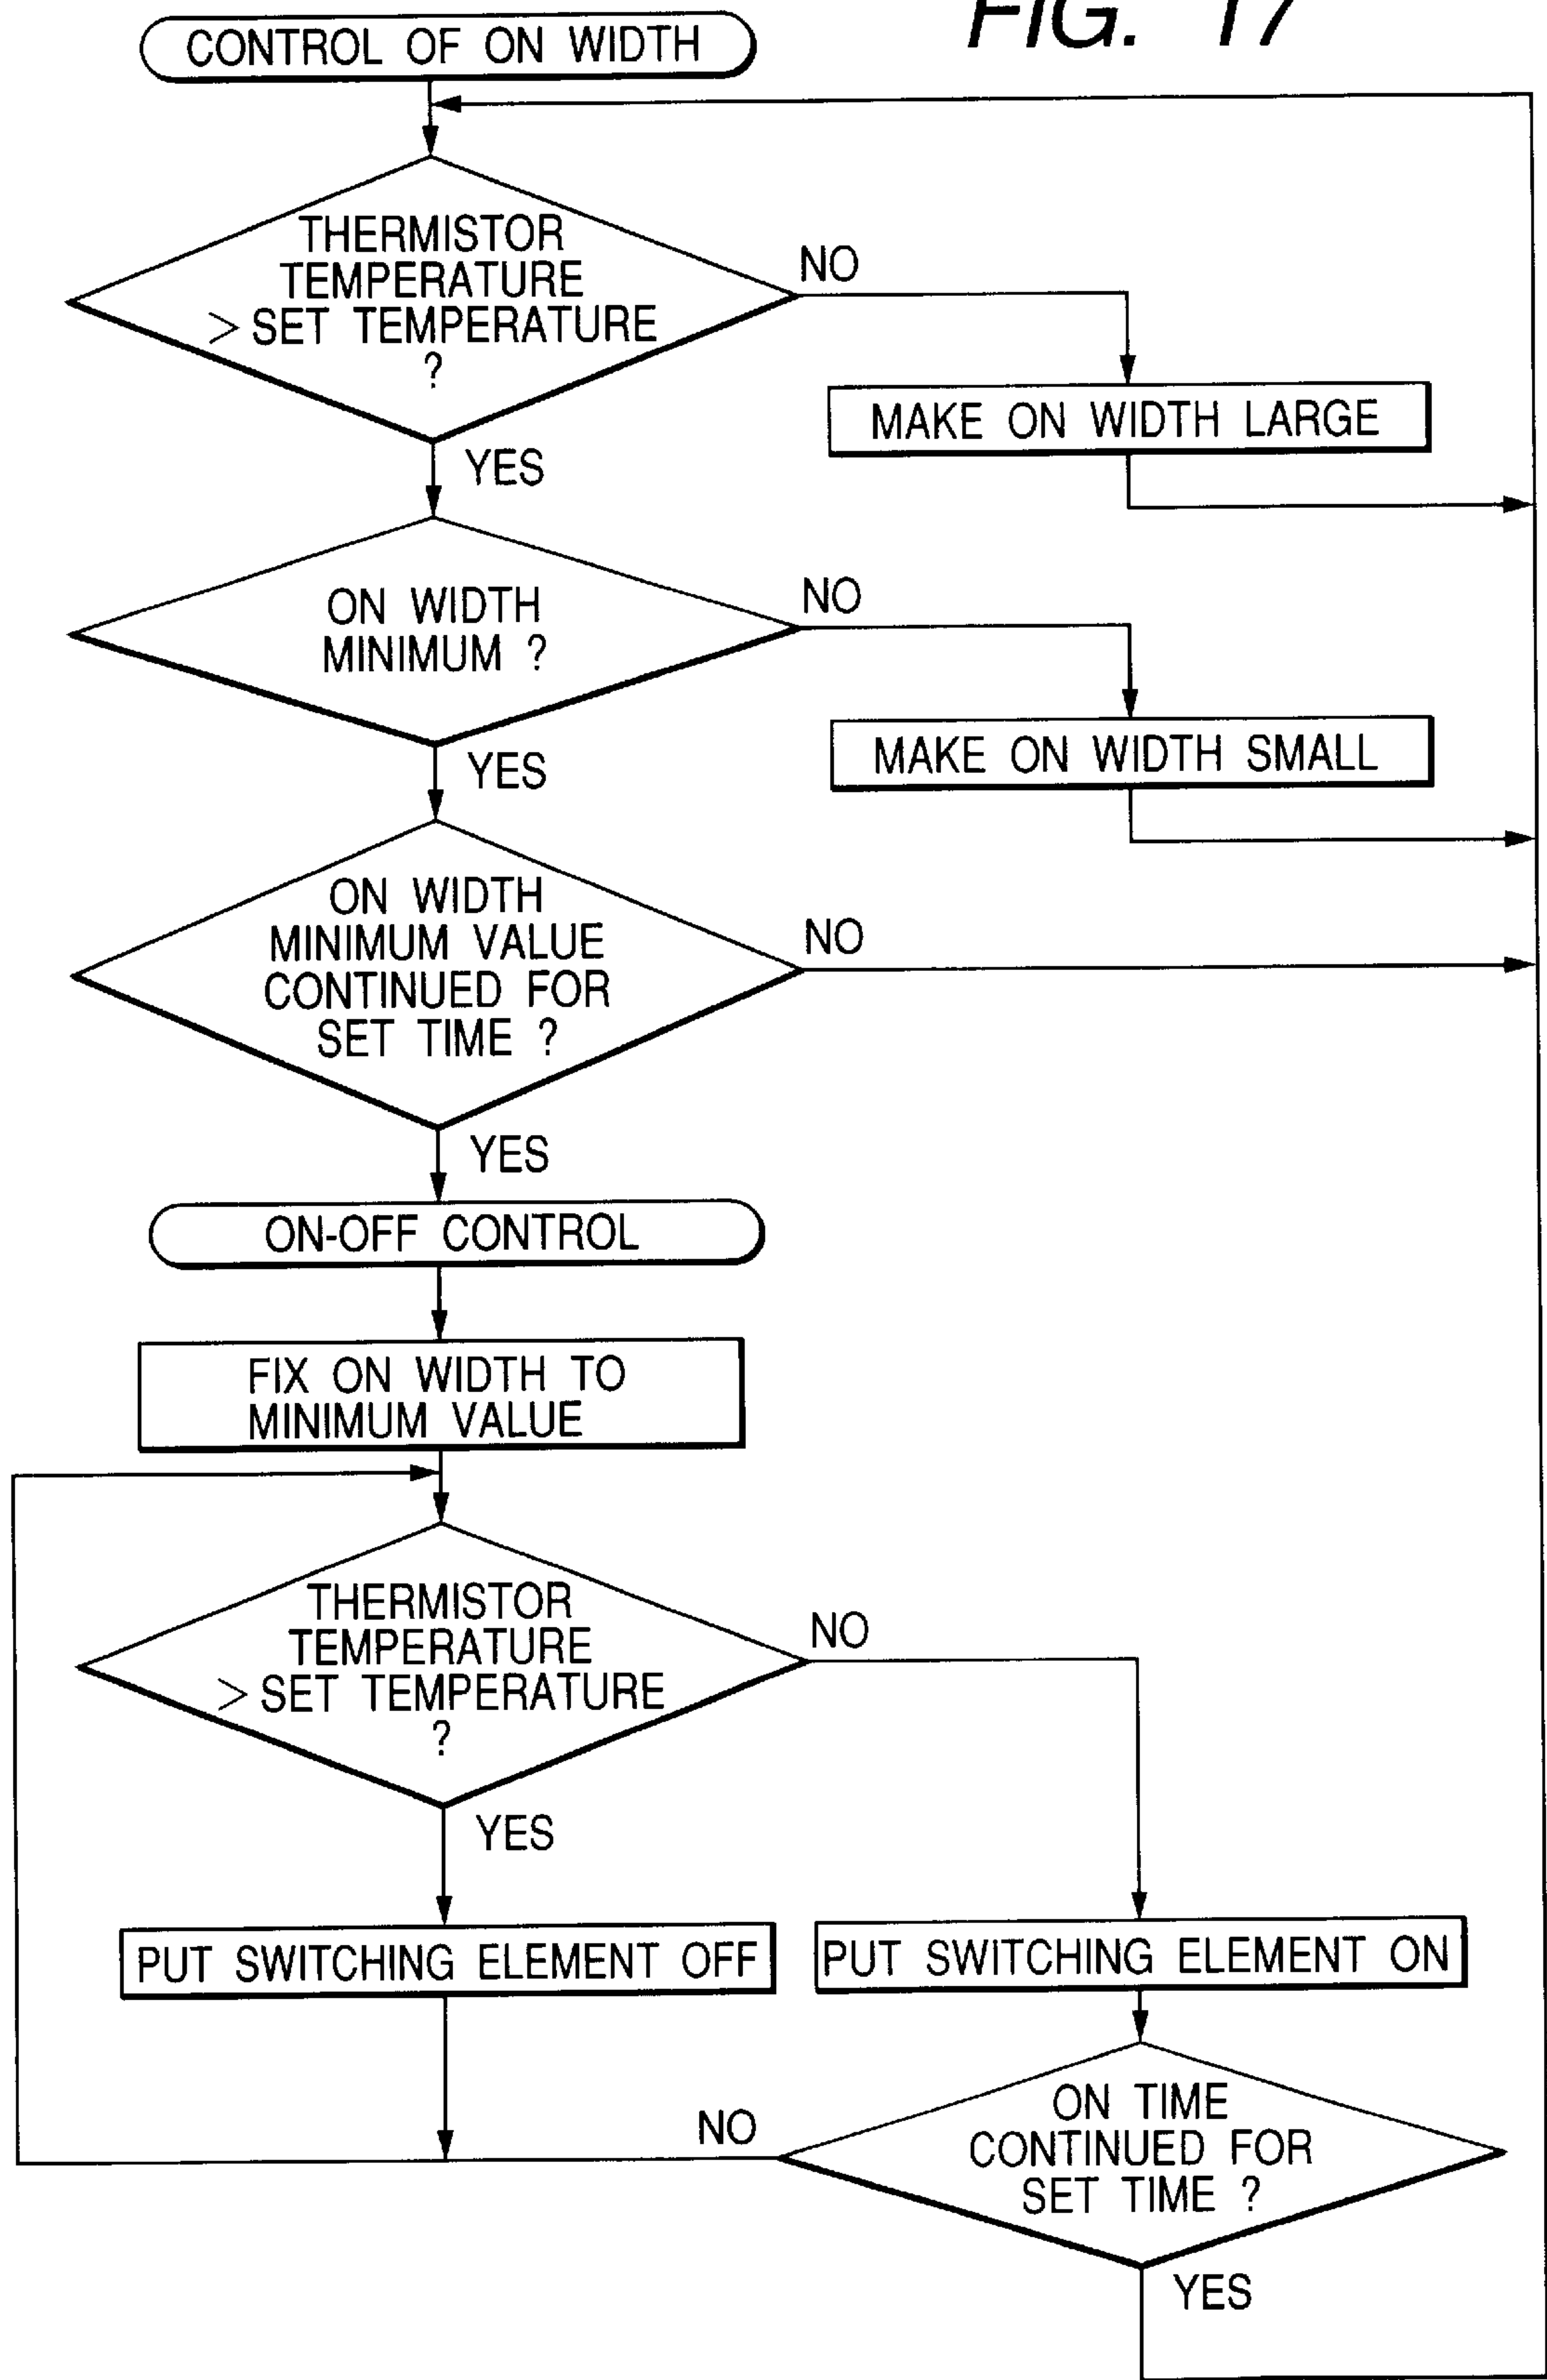 FIG. 17
CONTROL OF ON WIDTH
THERMISTOR
TEMPERATURE
> SET TEMPERATURE
?
NO
MAKE ON WIDTH LARGE
YES
ON WIDTH
MINIMUM ?
NO
MAKE ON WIDTH SMALL
YES
ON WIDTH
MINIMUM VALUE
CONTINUED FOR
SET TIME ?
NO
YES
ON-OFF CONTROL
FIX ON WIDTH TO
MINIMUM VALUE
THERMISTOR
TEMPERATURE
> SET TEMPERATURE
?
NO
YES
PUT SWITCHING ELEMENT OFF
PUT SWITCHING ELEMENT ON
ON TIME
CONTINUED FOR
SET TIME ?
NO
YES